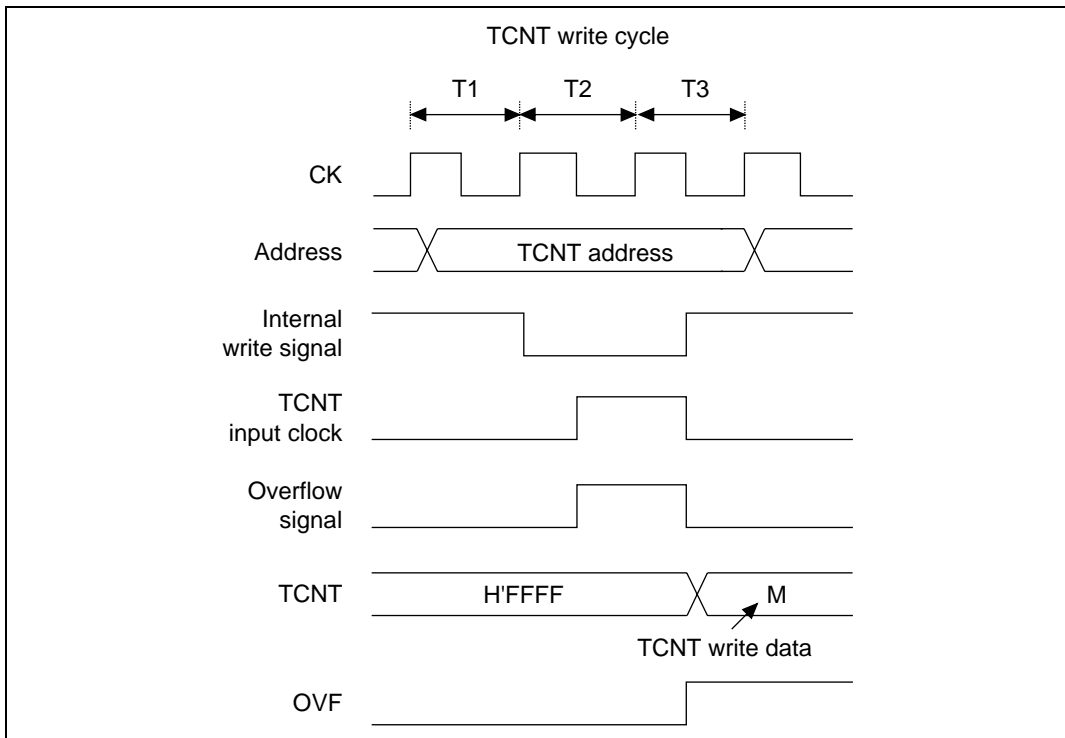 TCNT write cycle
T1 T2 T3
CK
Address TCNT address
Internal
write signal
TCNT
input clock
Overflow
signal
TCNT H'FFFF M
TCNT write data
OVF